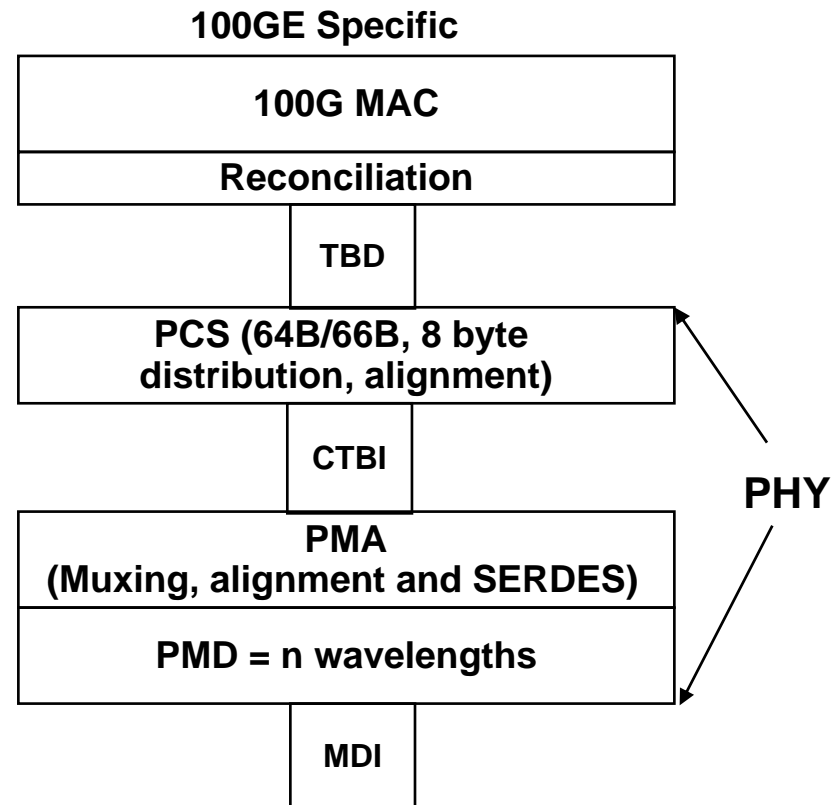 100GE Specific
100G MAC
Reconciliation
TBD
PCS (64B/66B, 8 byte
distribution, alignment)
CTBI
PHY
PMA
(Muxing, alignment and SERDES)
PMD = n wavelengths
MDI